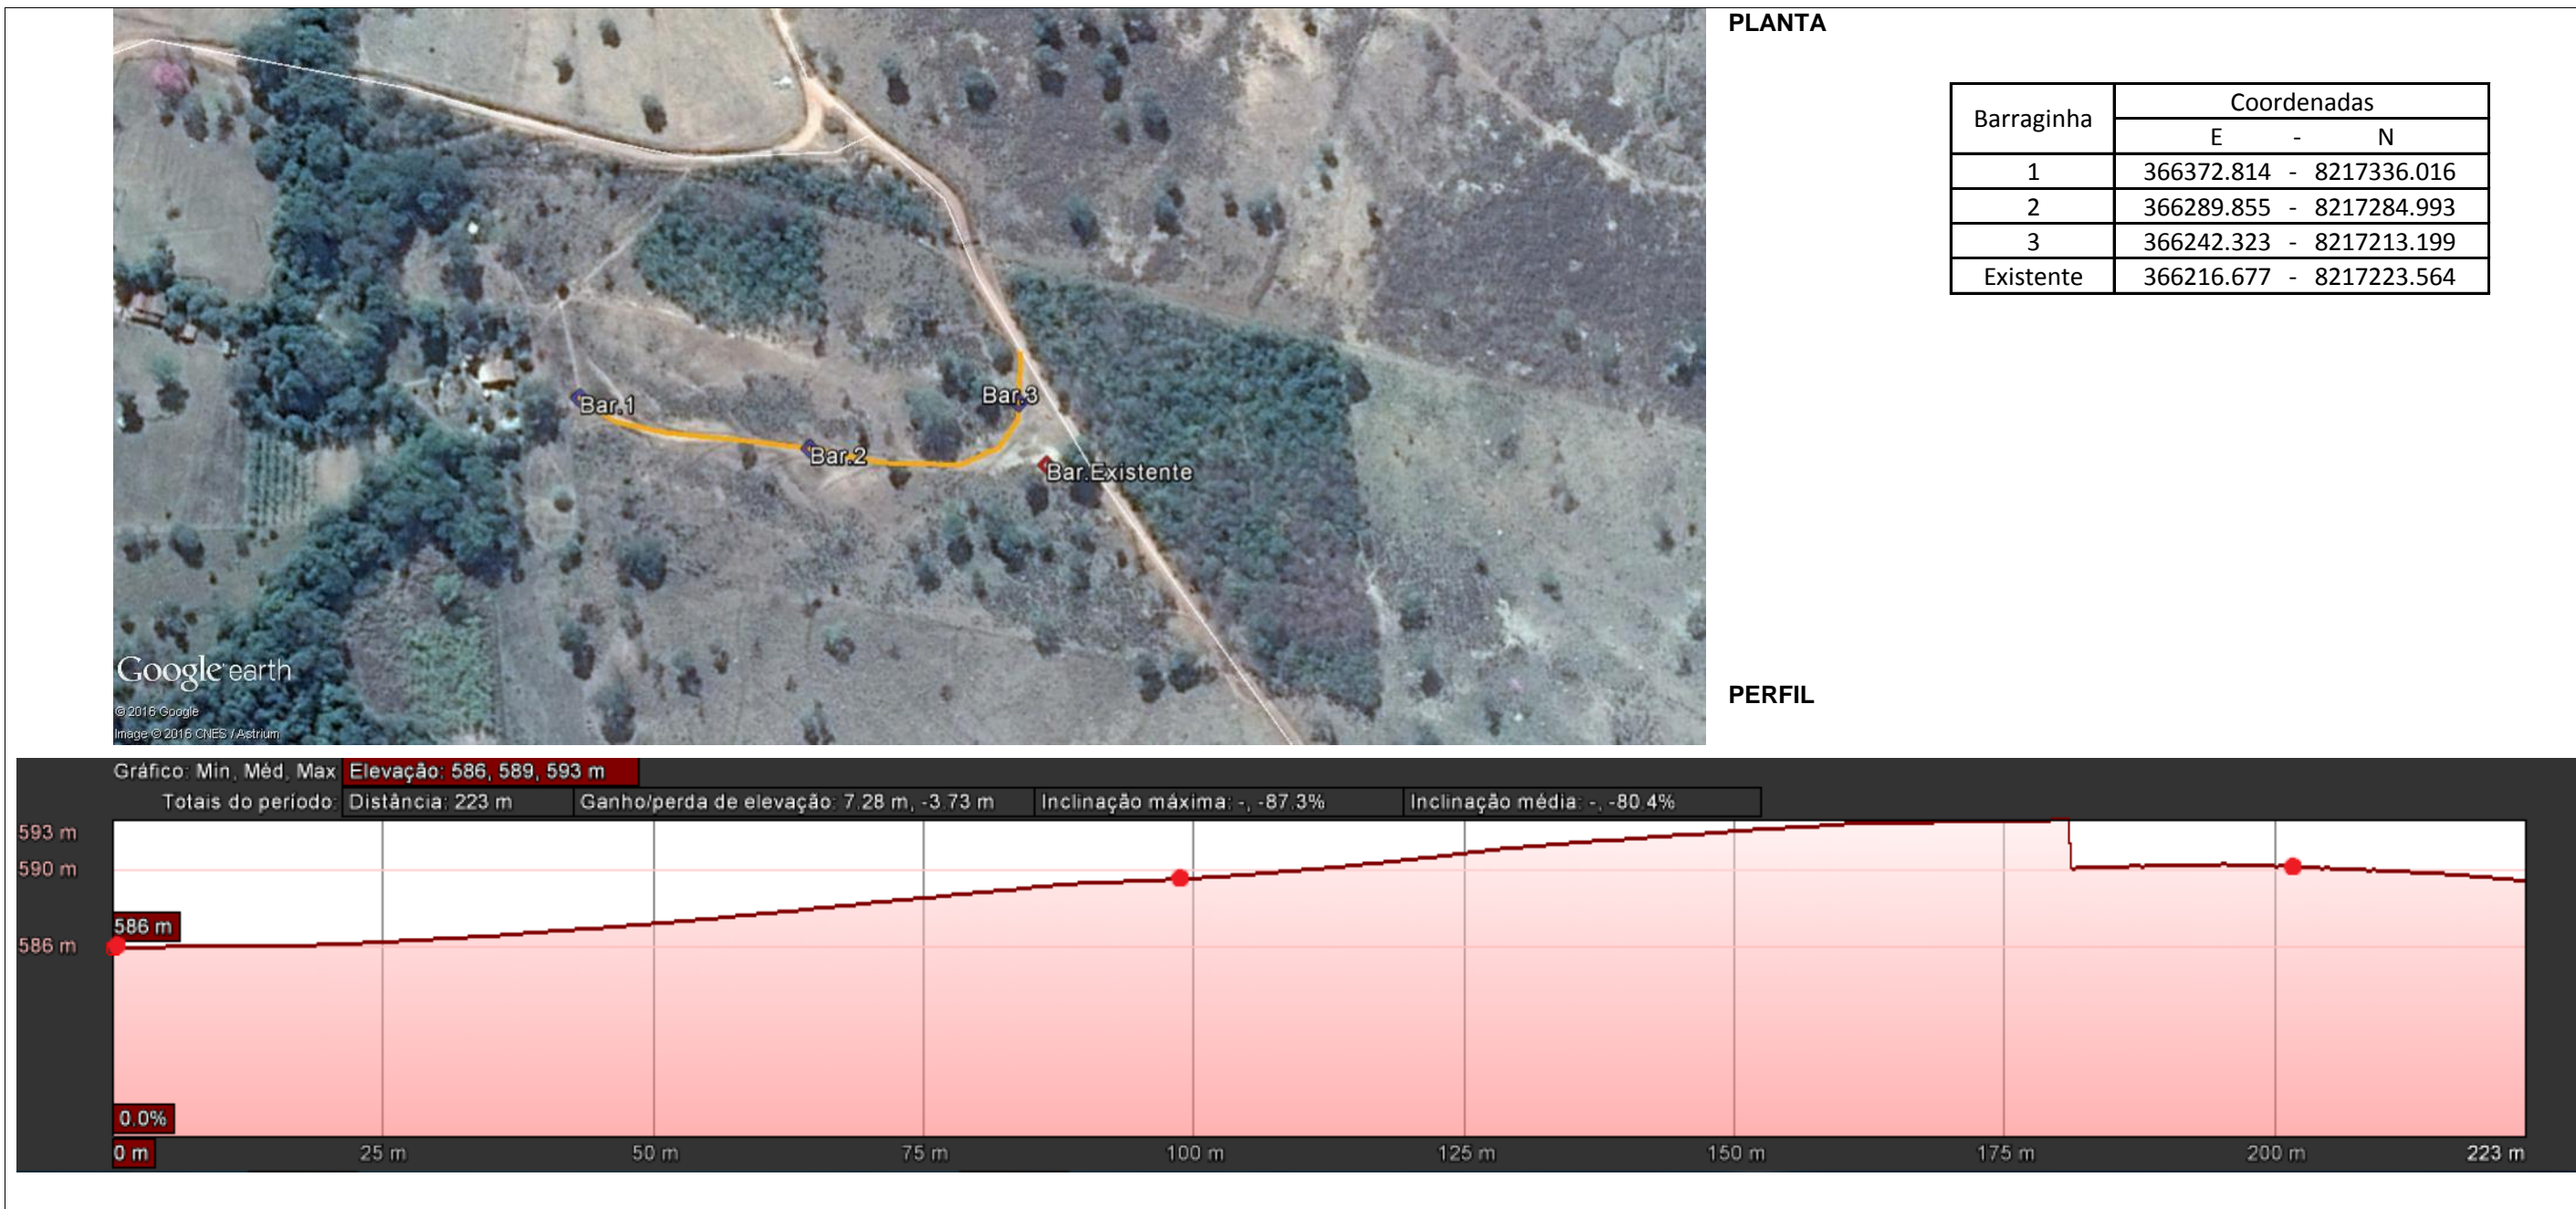 PLANTA
Barraginha
Coordenadas
E - N
1 366372.814 - 8217336.016
2 366289.855 - 8217284.993
3 366242.323 - 8217213.199
Existente 366216.677 - 8217223.564
Bar.1
Bar.2
Bar.3
Bar.Existente
Google earth
© 2016 Google
Image © 2016 CNES / Astrium
PERFIL
Gráfico: Min, Méd, Max Elevação: 586, 589, 593 m
Totais do período: Distância: 223 m Ganho/perda de elevação: 7.28 m, -3.73 m Inclinação máxima: -, -87.3% Inclinação média: -, -80.4%
593 m
590 m
586 m
586 m
0.0%
0 m 25 m 50 m 75 m 100 m 125 m 150 m 175 m 200 m 223 m